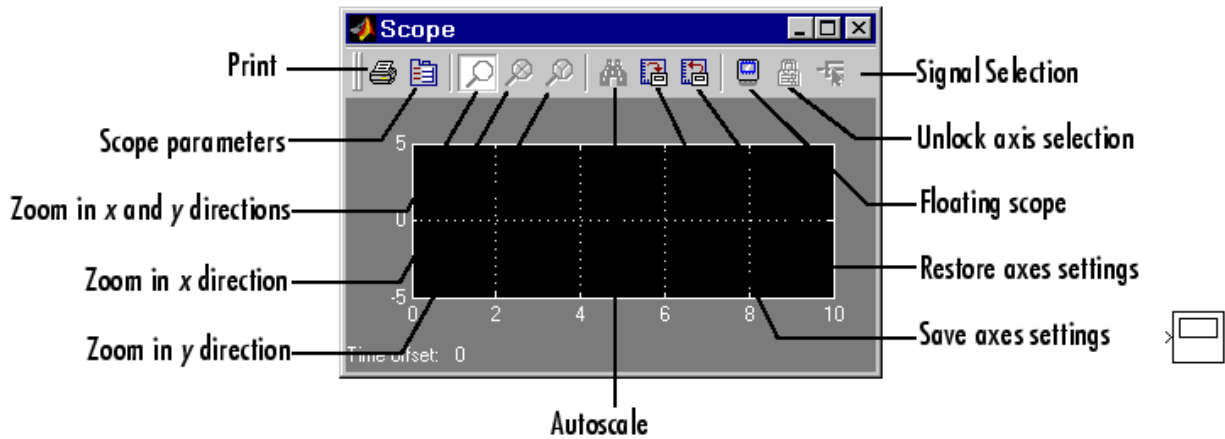 Scope
Print
Signal Selection
Scope parameters
Unlock axis selection
Zoom in x and y directions
Floating scope
Zoom in x direction
Restore axes settings
Zoom in y direction
Save axes settings
5
0
-5
0 2 4 6 8 10
Time offset: 0
Autoscale